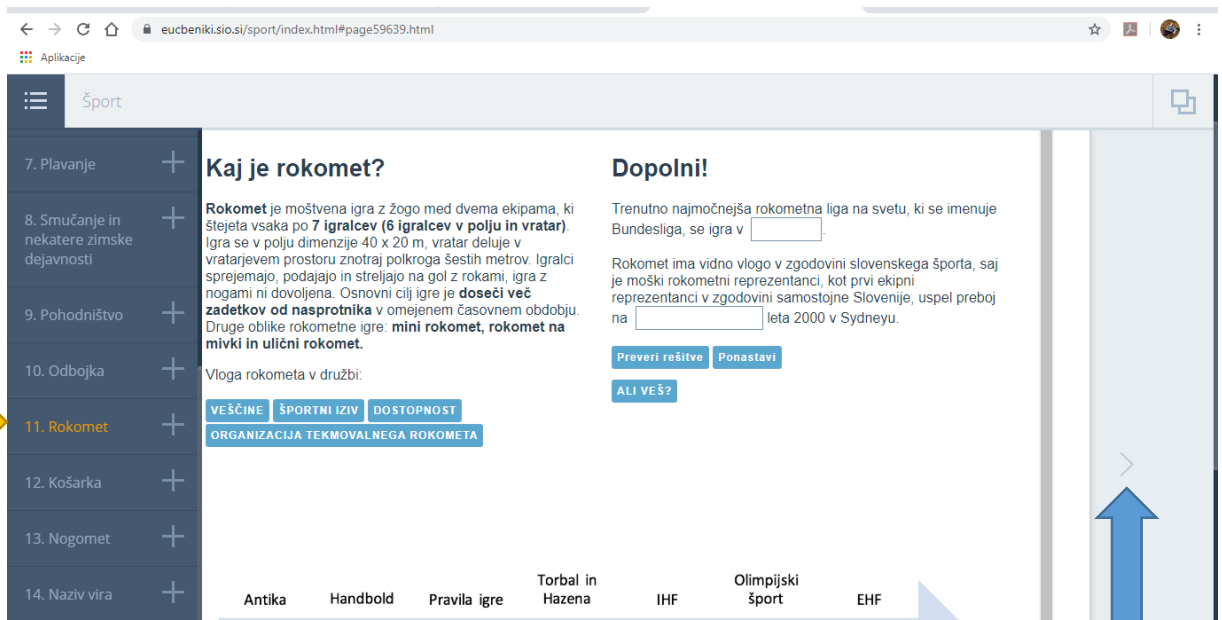 eucbeniki.sio.si/sport/index.html#page59639.html
Aplikacije
Šport
7. Plavanje
8. Smučanje in
nekatere zimske
dejavnosti
9. Pohodništvo
10. Odbojka
11. Rokomet
12. Košarka
13. Nogomet
14. Naziv vira
Kaj je rokomet?
Rokomet je moštvena igra z žogo med dvema ekipama, ki
štejeta vsaka po 7 igralcev (6 igralcev v polju in vratar).
Igra se v polju dimenzije 40 x 20 m, vratar deluje v
vratarjevem prostoru znotraj polkroga šestih metrov. Igralci
sprejemajo, podajajo in streljajo na gol z rokami, igra z
nogami ni dovoljena. Osnovni cilj igre je doseči več
zadetkov od nasprotnika v omejenem časovnem obdobju.
Druge oblike rokometne igre: mini rokomet, rokomet na
mivki in ulični rokomet.
Vloga rokometa v družbi:
VEŠČINE ŠPORTNI IZIV DOSTOPNOST
ORGANIZACIJA TEKMOVALNEGA ROKOMETA
Dopolni!
Trenutno najmočnejša rokometna liga na svetu, ki se imenuje
Bundesliga, se igra v .
Rokomet ima vidno vlogo v zgodovini slovenskega športa, saj
je moški rokometni reprezentanci, kot prvi ekipni
reprezentanci v zgodovini samostojne Slovenije, uspel preboj
na leta 2000 v Sydneyu.
Preveri rešitve Ponastavi
ALI VEŠ?
Antika Handbold Pravila igre Torbal in IHF Olimpijski EHF
Hazena šport